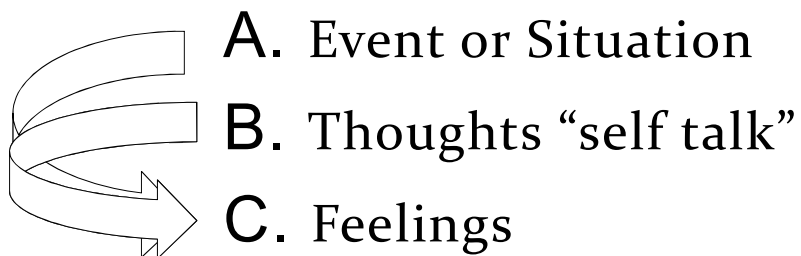 A. Event or Situation
B. Thoughts “self talk”
C. Feelings